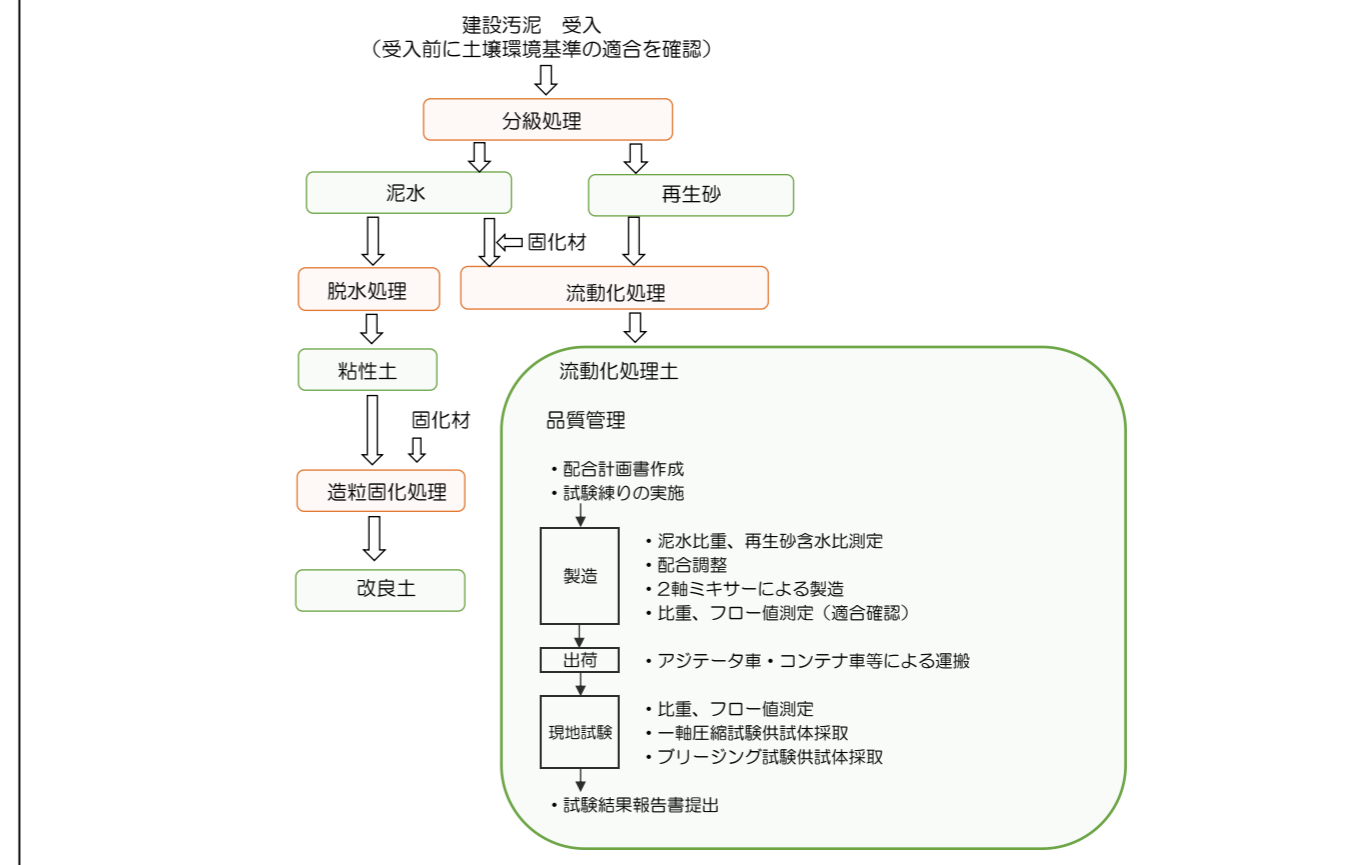 建設汚泥　受入
（受入前に土壌環境基準の適合を確認）
分級処理
泥水
再生砂
固化材
脱水処理
流動化処理
粘性土
固化材
造粒固化処理
改良土
流動化処理土
品質管理
・配合計画書作成
・試験練りの実施
製造
・泥水比重、再生砂含水比測定
・配合調整
・2軸ミキサーによる製造
・比重、フロー値測定（適合確認）
出荷
・アジテータ車・コンテナ車等による運搬
現地試験
・比重、フロー値測定
・一軸圧縮試験供試体採取
・ブリージング試験供試体採取
・試験結果報告書提出